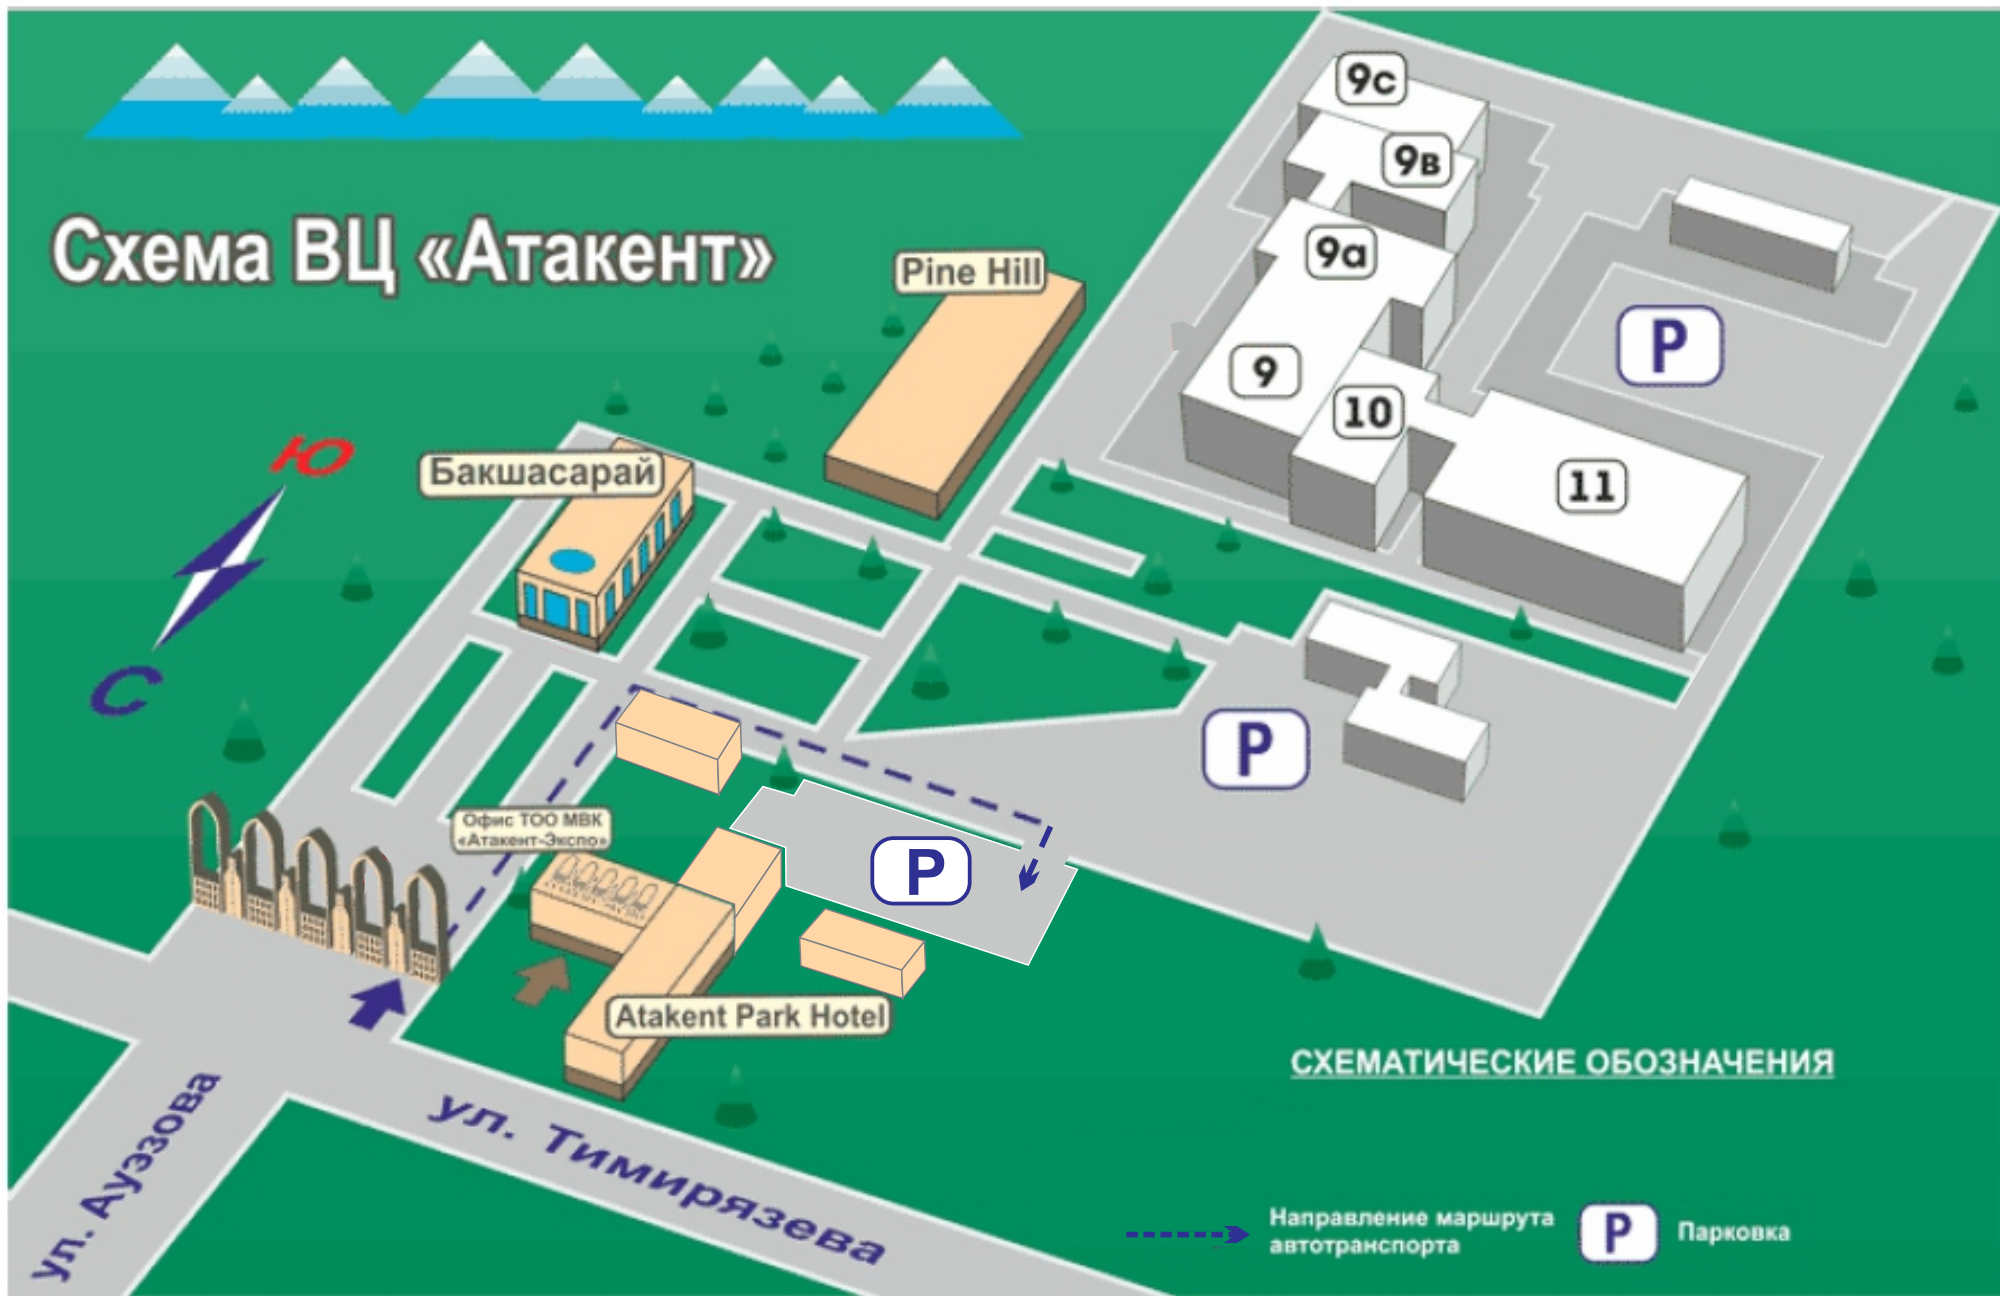 9с
9в
Схема ВЦ «Атакент»
9а
Pine Hill
P
9
10
Ю
Бакшасарай
11
С
P
Офис ТОО МВК
«Атакент-Экспо»
P
Atakent Park Hotel
СХЕМАТИЧЕСКИЕ ОБОЗНАЧЕНИЯ
ул. Ауэзова
ул. Тимирязева
Направление маршрута
автотранспорта
P
Парковка